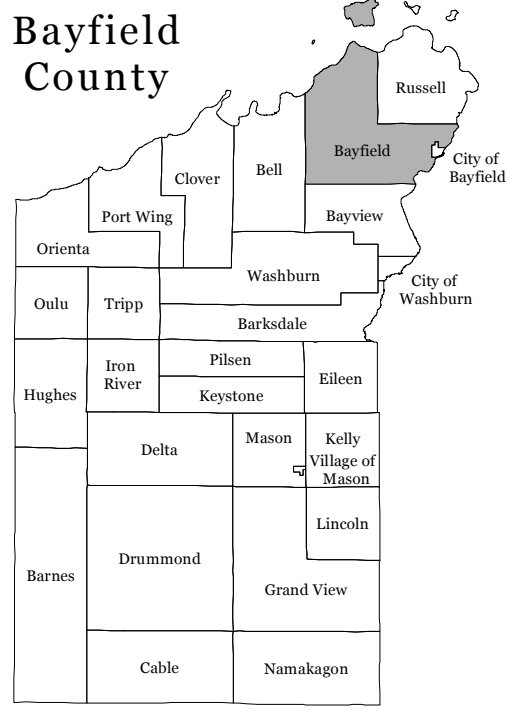 Bayfield
County
Russell
Bayfield
City of
Bayfield
Clover
Bell
Port Wing
Bayview
Orienta
Washburn
City of
Washburn
Oulu
Tripp
Barksdale
Iron
River
Pilsen
Eileen
Hughes
Keystone
Delta
Mason
Kelly
Village of
Mason
Lincoln
Drummond
Barnes
Grand View
Cable
Namakagon